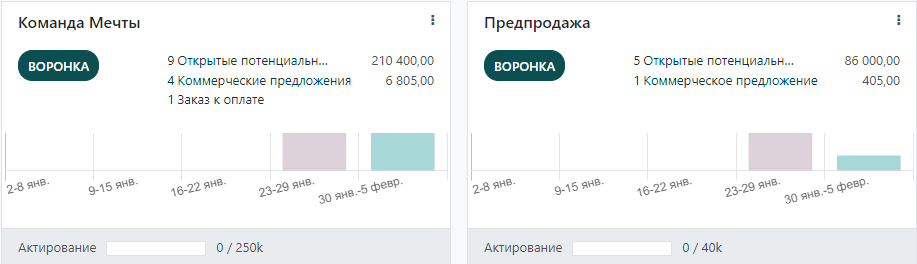 Команда Мечты
ВОРОНКА
9 Открытые потенциальн... 210 400,00
4 Коммерческие предложения 6 805,00
1 Заказ к оплате
2-8 янв. 9-15 янв. 16-22 янв. 23-29 янв. 30 янв.-5 февр.
Актирование 0 / 250k
Предпродажа
ВОРОНКА
5 Открытые потенциальн... 86 000,00
1 Коммерческое предложение 405,00
2-8 янв. 9-15 янв. 16-22 янв. 23-29 янв. 30 янв.-5 февр.
Актирование 0 / 40k